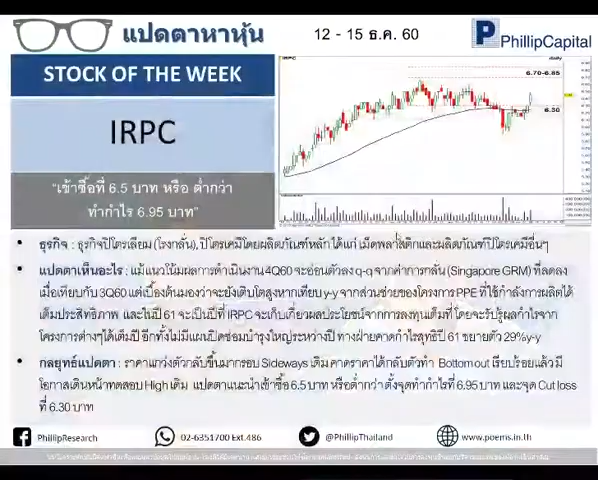 แปดตาหาหุ้น
12 - 15 ธ.ค. 60
PhillipCapital
STOCK OF THE WEEK
IRPC
"เข้าซื้อที่ 6.5 บาท หรือ ต่ำกว่า
ทำกำไร 6.95 บาท"
IRPC
daily
6.70-6.85
6.30
• ธุรกิจ : ธุรกิจปิโตรเลียม (โรงกลั่น), ปิโตรเคมีโดยผลิตภัณฑ์หลัก ได้แก่ เม็ดพลาสติกและผลิตภัณฑ์ปิโตรเคมีอื่นๆ
• แปดตาเห็นอะไร : แม้แนวโน้มผลการดำเนินงาน 4Q60 จะอ่อนตัวลง q-q จากค่าการกลั่น (Singapore GRM) ที่ลดลง
เมื่อเทียบกับ 3Q60 แต่เบื้องต้นมองว่าจะยังเติบโตสูงหากเทียบ y-y จากส่วนช่วยของโครงการ PPE ที่ใช้กำลังการผลิตได้
เต็มประสิทธิภาพ และในปี 61 จะเป็นปีที่ IRPC จะเก็บเกี่ยวผลประโยชน์จากการลงทุนเต็มที่ โดยจะรับรู้ผลกำไรจาก
โครงการต่างๆได้เต็มปี อีกทั้งไม่มีแผนปิดซ่อมบำรุงใหญ่ระหว่างปี ทางฝ่ายคาดกำไรสุทธิปี 61 ขยายตัว 29%y-y
• กลยุทธ์แปดตา : ราคาแกว่งตัวกลับขึ้นมากรอบ Sideways เดิม คาดราคาได้กลับตัวทำ Bottom out เรียบร้อยแล้ว มี
โอกาสเดินหน้าทดสอบ High เดิม แปดตาแนะนำเข้าซื้อ 6.5 บาท หรือต่ำกว่า ตั้งจุดทำกำไรที่ 6.95 บาท และจุด Cut loss
ที่ 6.30 บาท
PhillipResearch
02-6351700 Ext.486
@PhillipThailand
www.poems.in.th